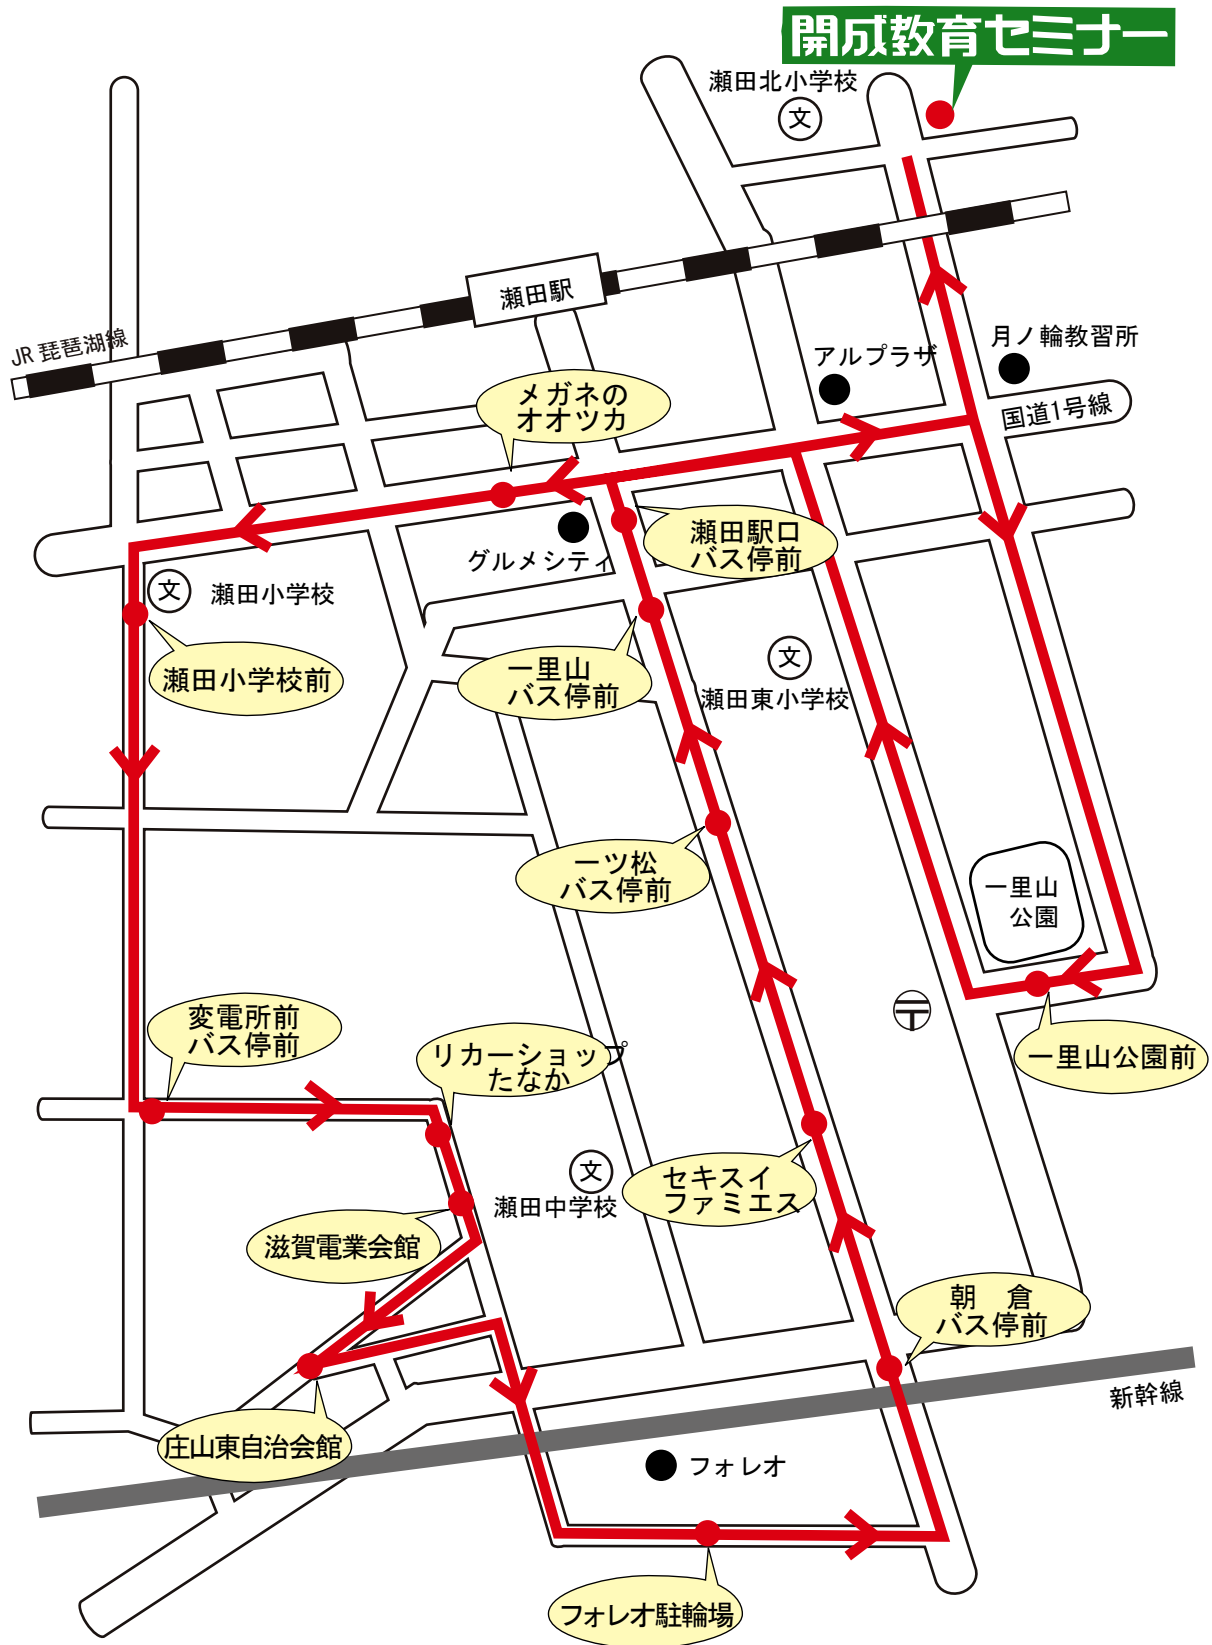 開成教育セミナー
瀬田北小学校
文
瀬田駅
JR 琵琶湖線
月ノ輪教習所
アルプラザ
国道1号線
メガネの
オオツカ
瀬田駅口
バス停前
グルメシティ
文
瀬田小学校
瀬田小学校前
一里山
バス停前
文
瀬田東小学校
一ツ松
バス停前
一里山
公園
変電所前
バス停前
リカーショップ
たなか
〒
一里山公園前
文
瀬田中学校
セキスイ
ファミエス
滋賀電業会館
朝　倉
バス停前
新幹線
庄山東自治会館
フォレオ
フォレオ駐輪場